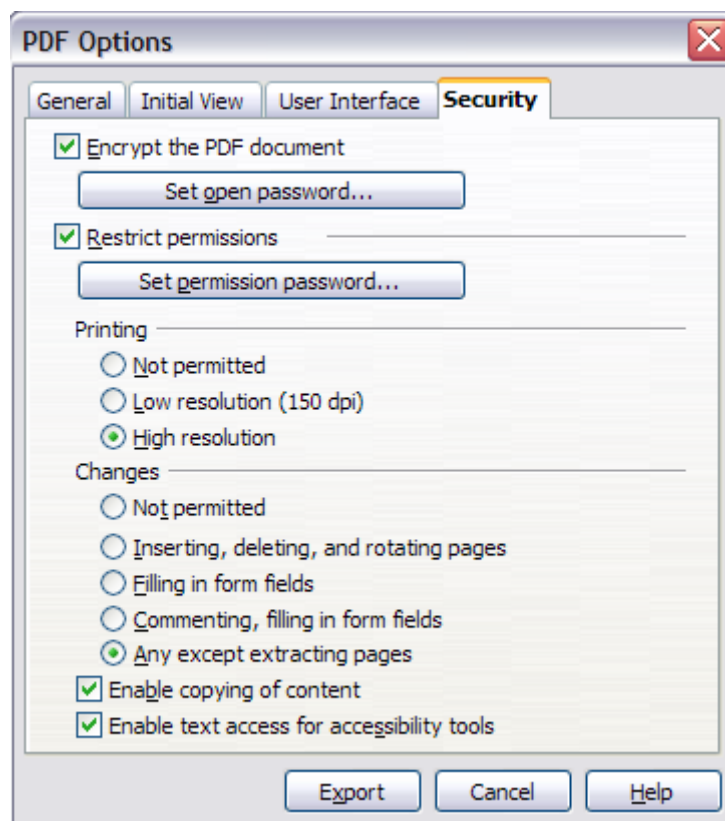 PDF Options
General Initial View User Interface Security
Encrypt the PDF document
Set open password...
Restrict permissions
Set permission password...
Printing
Not permitted
Low resolution (150 dpi)
High resolution
Changes
Not permitted
Inserting, deleting, and rotating pages
Filling in form fields
Commenting, filling in form fields
Any except extracting pages
Enable copying of content
Enable text access for accessibility tools
Export Cancel Help